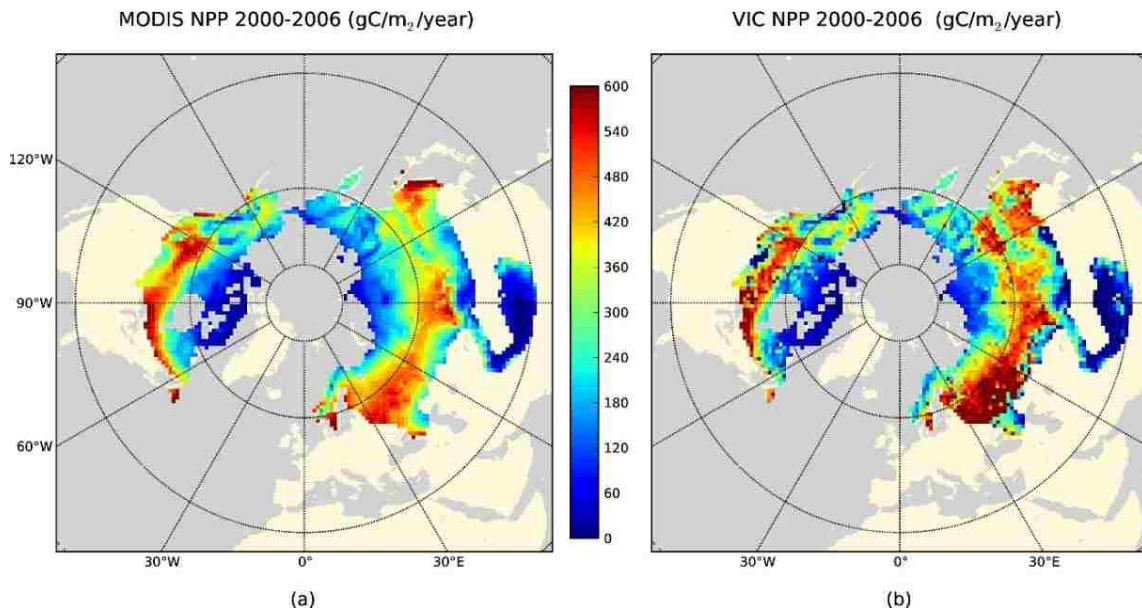 MODIS NPP 2000-2006 (gC/m₂/year)
VIC NPP 2000-2006 (gC/m₂/year)
600
540
480
420
360
300
240
180
120
60
0
120°W
90°W
60°W
30°W
0°
30°E
30°W
0°
30°E
(a)
(b)